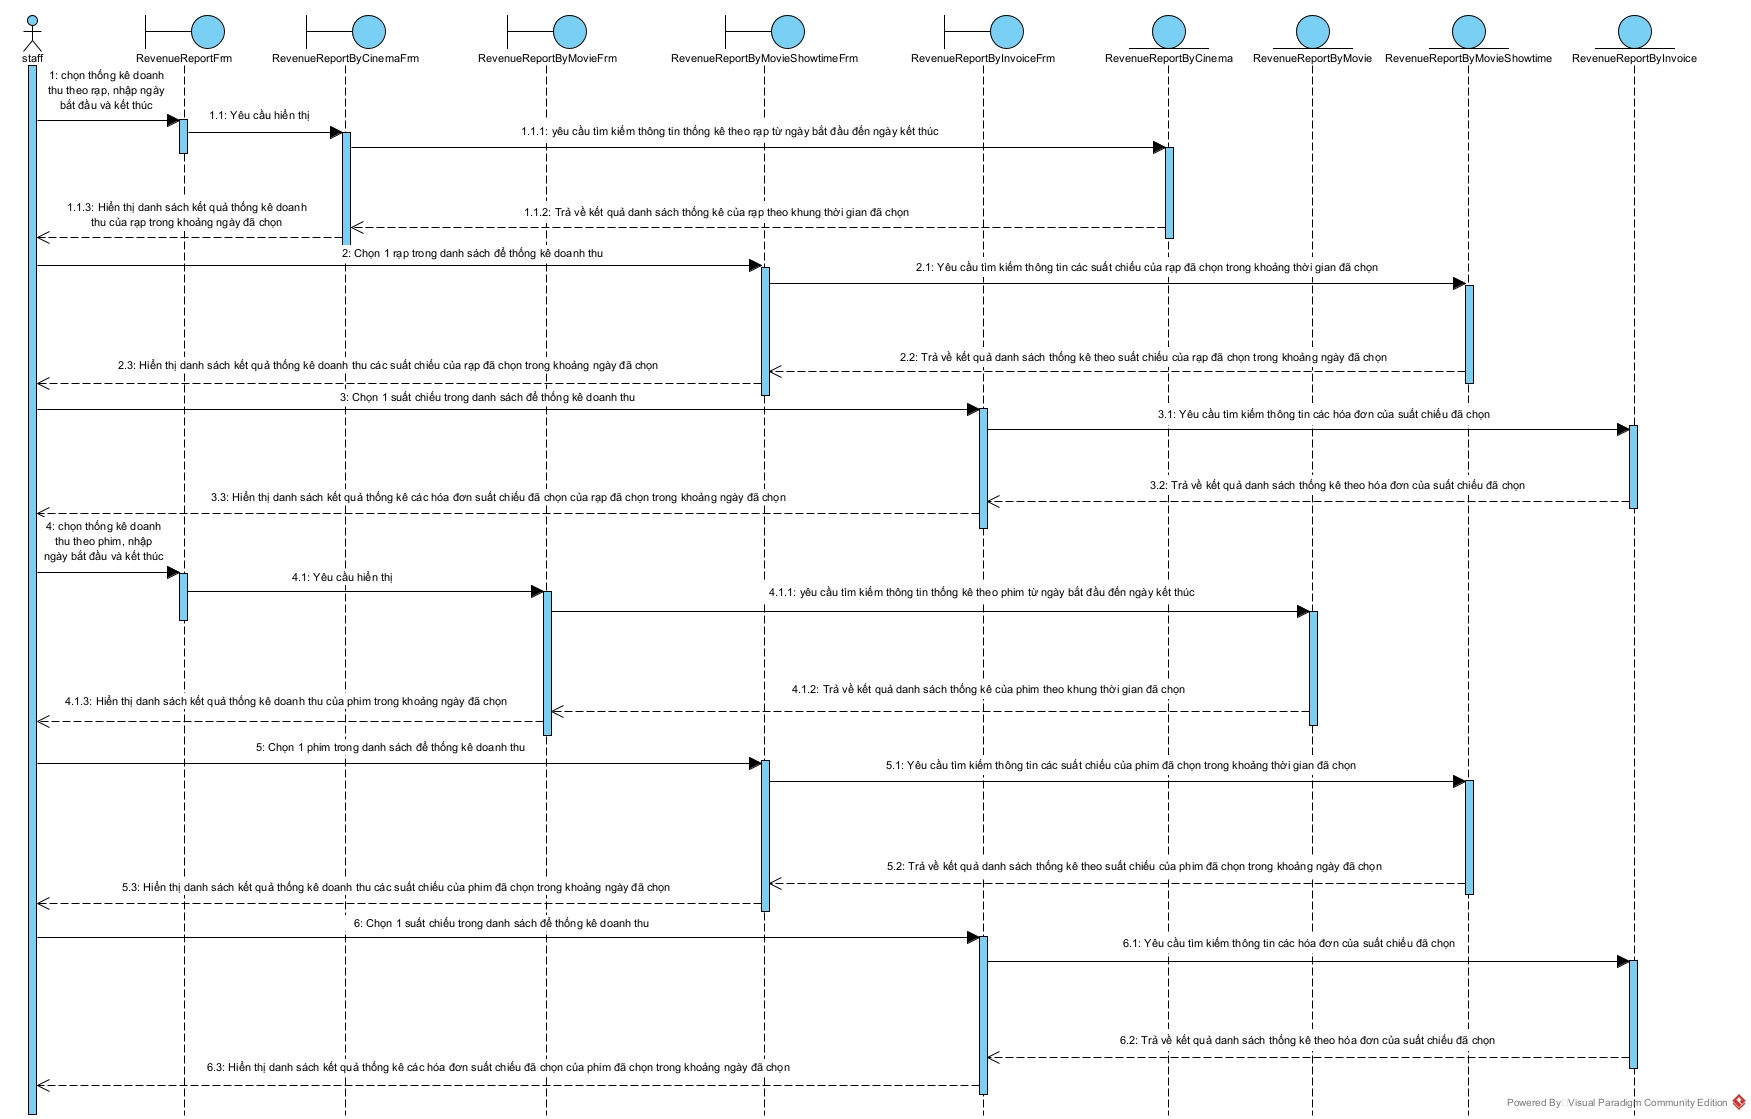 staff
RevenueReportFrm
RevenueReportByCinemaFrm
RevenueReportByMovieFrm
RevenueReportByMovieShowtimeFrm
RevenueReportByInvoiceFrm
RevenueReportByCinema
RevenueReportByMovie
RevenueReportByMovieShowtime
RevenueReportByInvoice
1: chọn thống kê doanh
thu theo rạp, nhập ngày
bắt đầu và kết thúc
1.1: Yêu cầu hiển thị
1.1.1: yêu cầu tìm kiếm thông tin thống kê theo rạp từ ngày bắt đầu đến ngày kết thúc
1.1.3: Hiển thị danh sách kết quả thống kê doanh
thu của rạp trong khoảng ngày đã chọn
1.1.2: Trả về kết quả danh sách thống kê của rạp theo khung thời gian đã chọn
2: Chọn 1 rạp trong danh sách để thống kê doanh thu
2.1: Yêu cầu tìm kiếm thông tin các suất chiếu của rạp đã chọn trong khoảng thời gian đã chọn
2.2: Trả về kết quả danh sách thống kê theo suất chiếu của rạp đã chọn trong khoảng ngày đã chọn
2.3: Hiển thị danh sách kết quả thống kê doanh thu các suất chiếu của rạp đã chọn trong khoảng ngày đã chọn
3: Chọn 1 suất chiếu trong danh sách để thống kê doanh thu
3.1: Yêu cầu tìm kiếm thông tin các hóa đơn của suất chiếu đã chọn
3.2: Trả về kết quả danh sách thống kê theo hóa đơn của suất chiếu đã chọn
3.3: Hiển thị danh sách kết quả thống kê các hóa đơn suất chiếu đã chọn của rạp đã chọn trong khoảng ngày đã chọn
4: chọn thống kê doanh
thu theo phim, nhập
ngày bắt đầu và kết thúc
4.1: Yêu cầu hiển thị
4.1.1: yêu cầu tìm kiếm thông tin thống kê theo phim từ ngày bắt đầu đến ngày kết thúc
4.1.2: Trả về kết quả danh sách thống kê của phim theo khung thời gian đã chọn
4.1.3: Hiển thị danh sách kết quả thống kê doanh thu của phim trong khoảng ngày đã chọn
5: Chọn 1 phim trong danh sách để thống kê doanh thu
5.1: Yêu cầu tìm kiếm thông tin các suất chiếu của phim đã chọn trong khoảng thời gian đã chọn
5.2: Trả về kết quả danh sách thống kê theo suất chiếu của phim đã chọn trong khoảng ngày đã chọn
5.3: Hiển thị danh sách kết quả thống kê doanh thu các suất chiếu của phim đã chọn trong khoảng ngày đã chọn
6: Chọn 1 suất chiếu trong danh sách để thống kê doanh thu
6.1: Yêu cầu tìm kiếm thông tin các hóa đơn của suất chiếu đã chọn
6.2: Trả về kết quả danh sách thống kê theo hóa đơn của suất chiếu đã chọn
6.3: Hiển thị danh sách kết quả thống kê các hóa đơn suất chiếu đã chọn của phim đã chọn trong khoảng ngày đã chọn
Powered By Visual Paradigm Community Edition